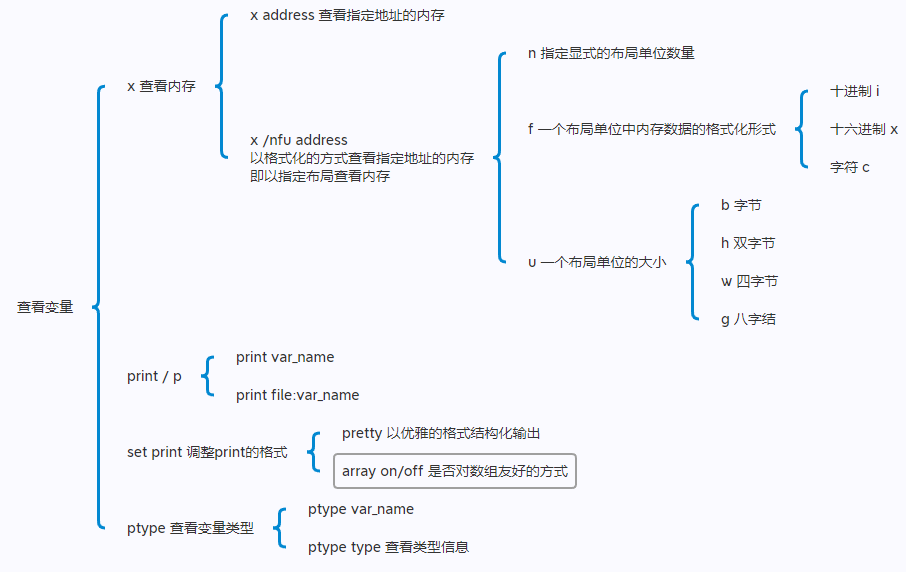 查看变量
x 查看内存
x address 查看指定地址的内存
x /nfu address
以格式化的方式查看指定地址的内存
即以指定布局查看内存
n 指定显式的布局单位数量
f 一个布局单位中内存数据的格式化形式
十进制 i
十六进制 x
字符 c
u 一个布局单位的大小
b 字节
h 双字节
w 四字节
g 八字结
print / p
print var_name
print file:var_name
set print 调整print的格式
pretty 以优雅的格式结构化输出
array on/off 是否对数组友好的方式
ptype 查看变量类型
ptype var_name
ptype type 查看类型信息